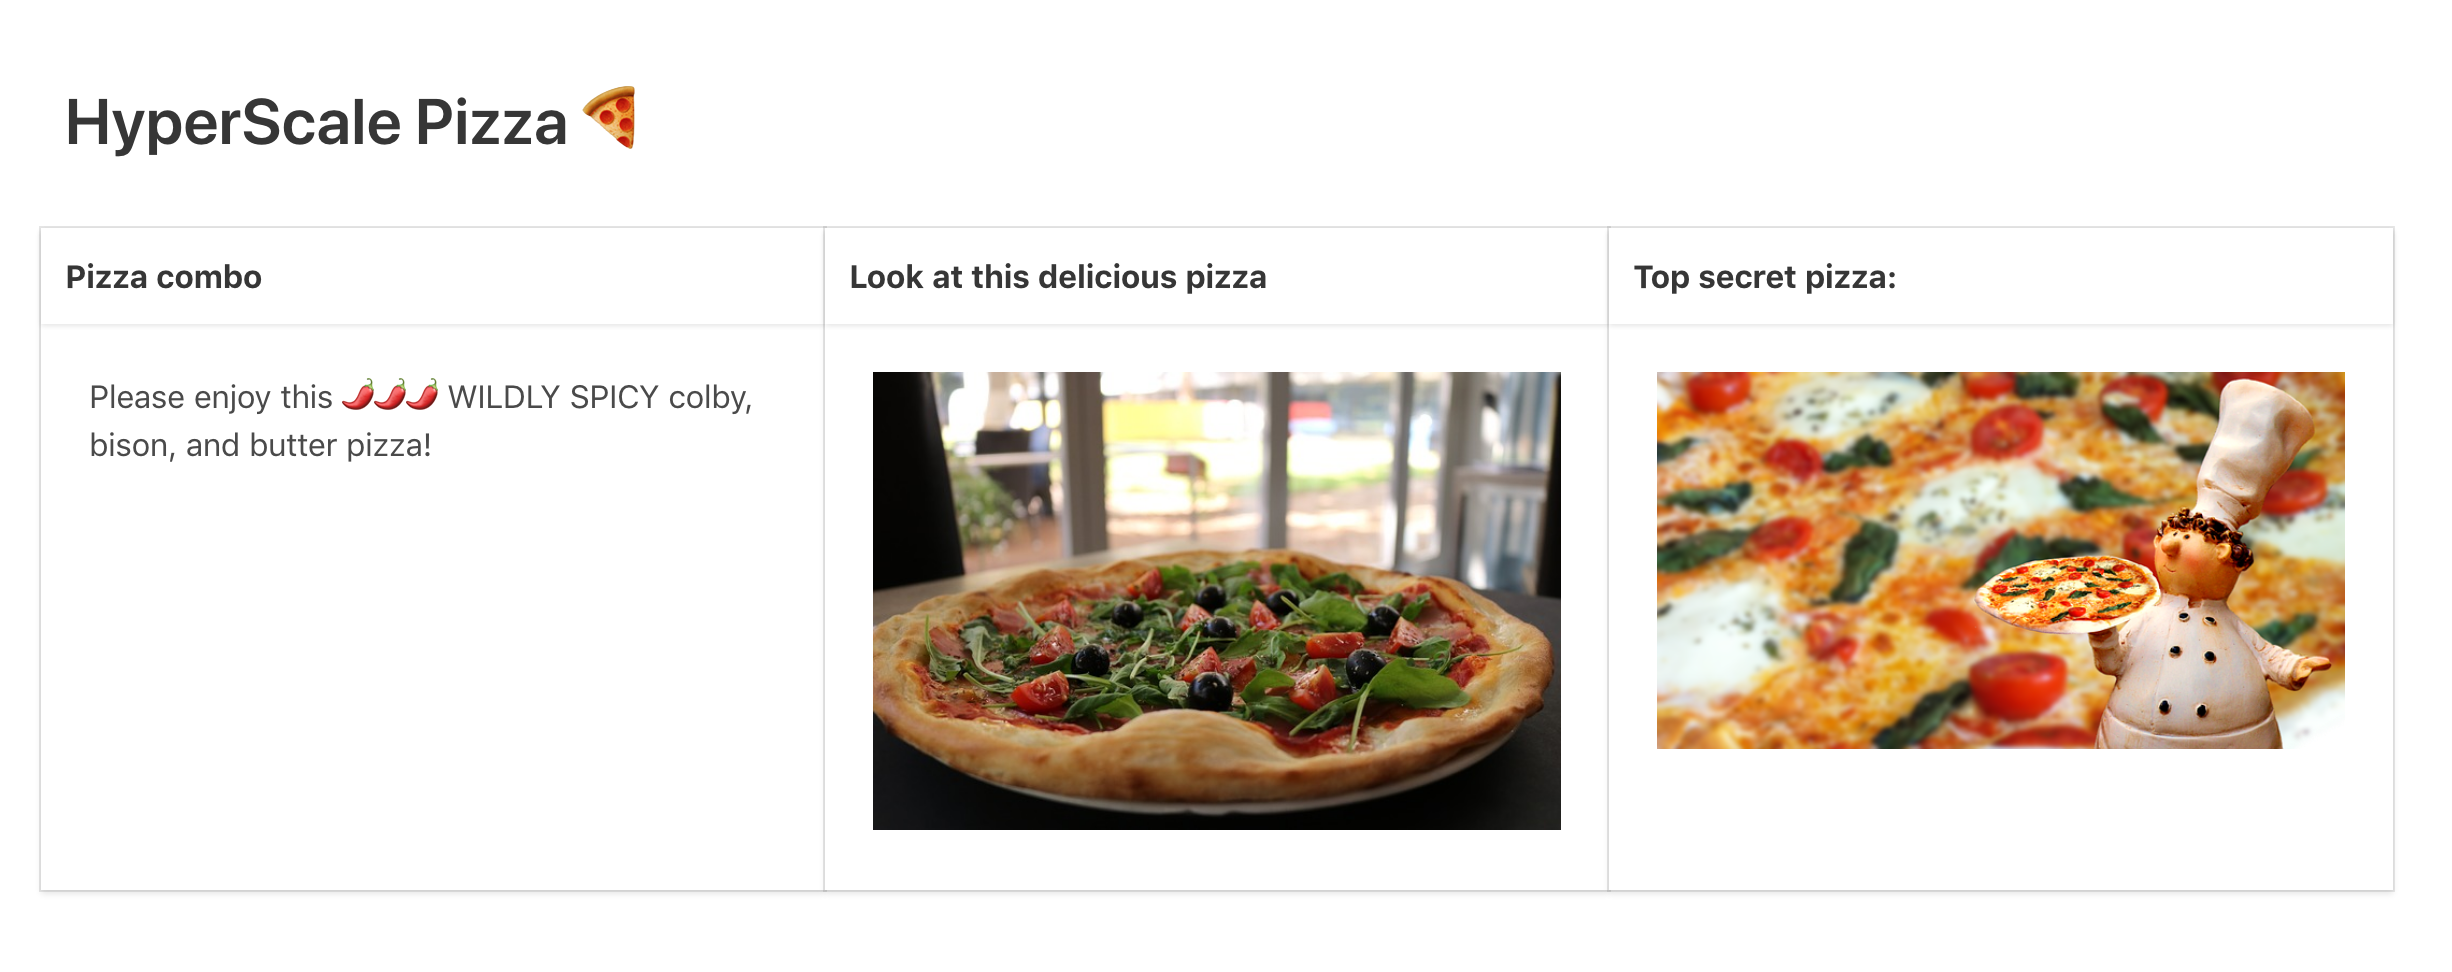 HyperScale Pizza 🍕
Pizza combo
Please enjoy this 🌶️🌶️🌶️ WILDLY SPICY colby,
bison, and butter pizza!
Look at this delicious pizza
Top secret pizza: